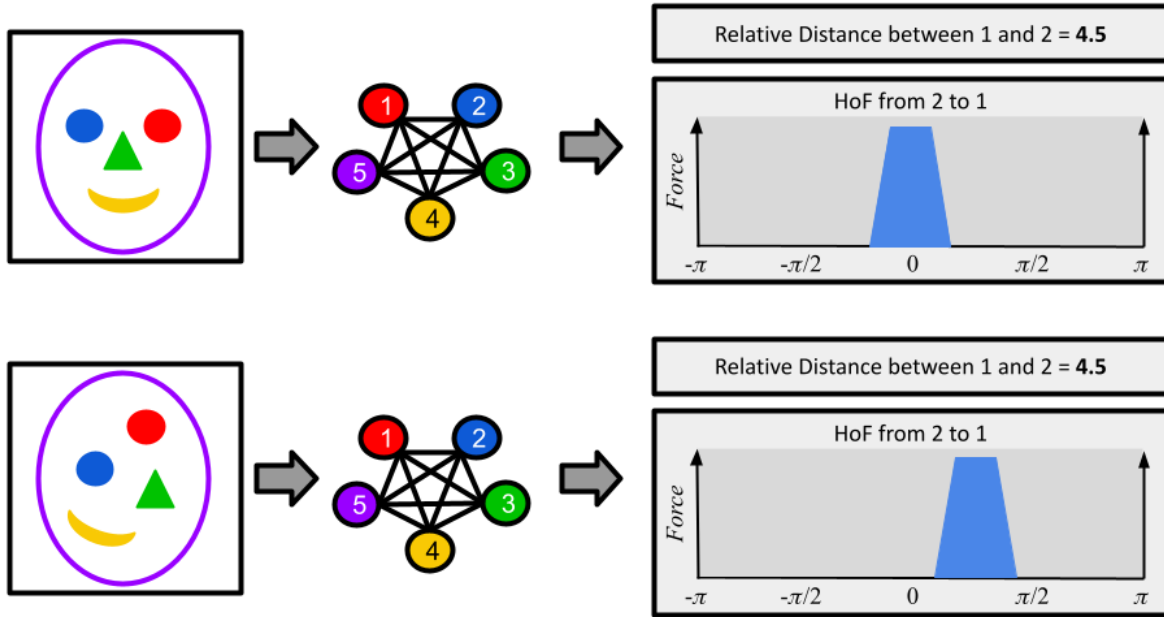 Relative Distance between 1 and 2 = 4.5
HoF from 2 to 1
1
2
5
3
4
Force
-π
-π/2
0
π/2
π
Relative Distance between 1 and 2 = 4.5
HoF from 2 to 1
1
2
5
3
4
Force
-π
-π/2
0
π/2
π